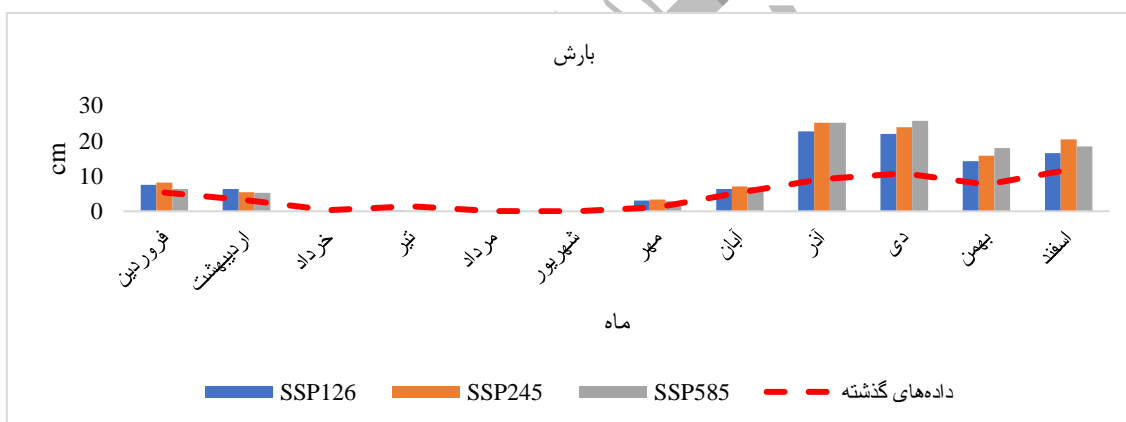 بارش
30
20
10
0
cm
فروردین
اردیبهشت
خرداد
تیر
مرداد
شهریور
مهر
آبان
آذر
دی
بهمن
اسفند
ماه
SSP126
SSP245
SSP585
داده‌های گذشته